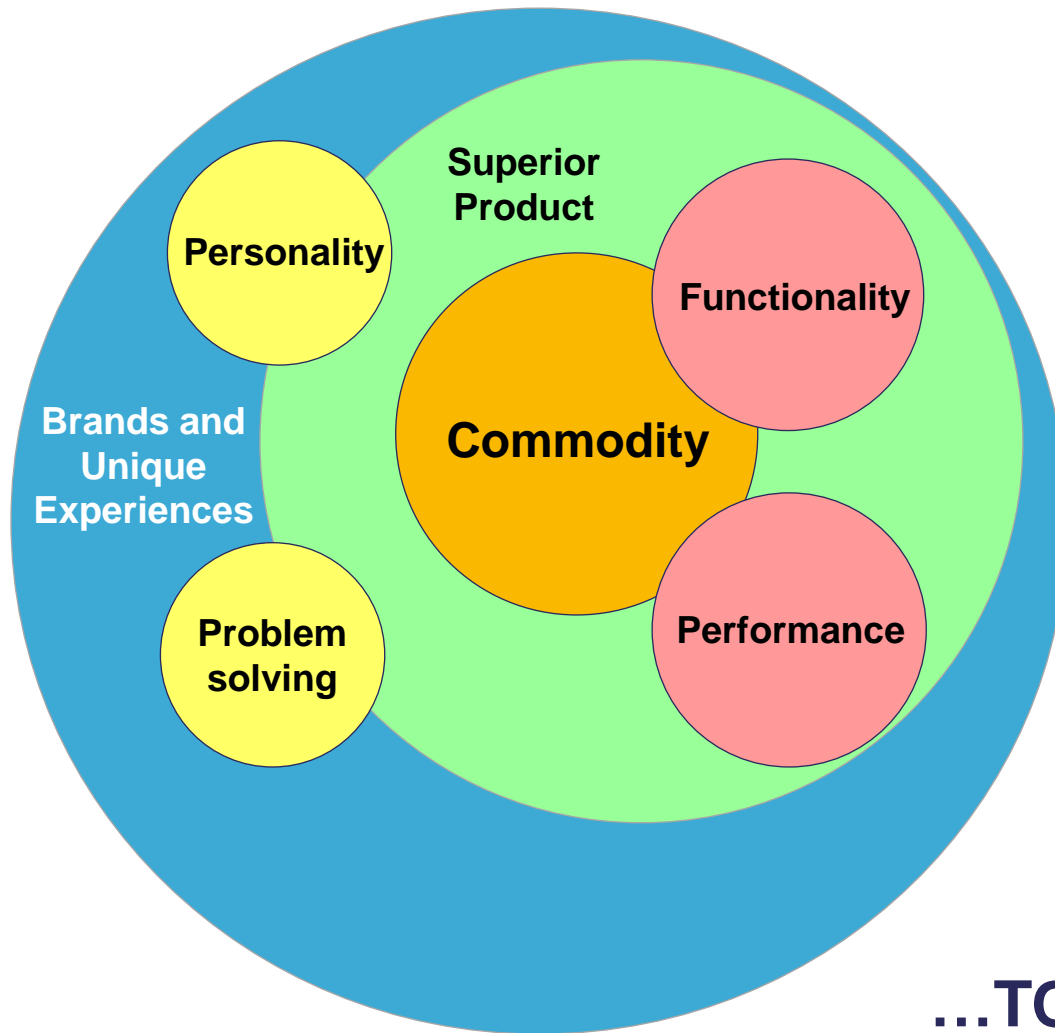 Superior
Product
Personality
Functionality
Commodity
Brands and
Unique
Experiences
Problem
solving
Performance